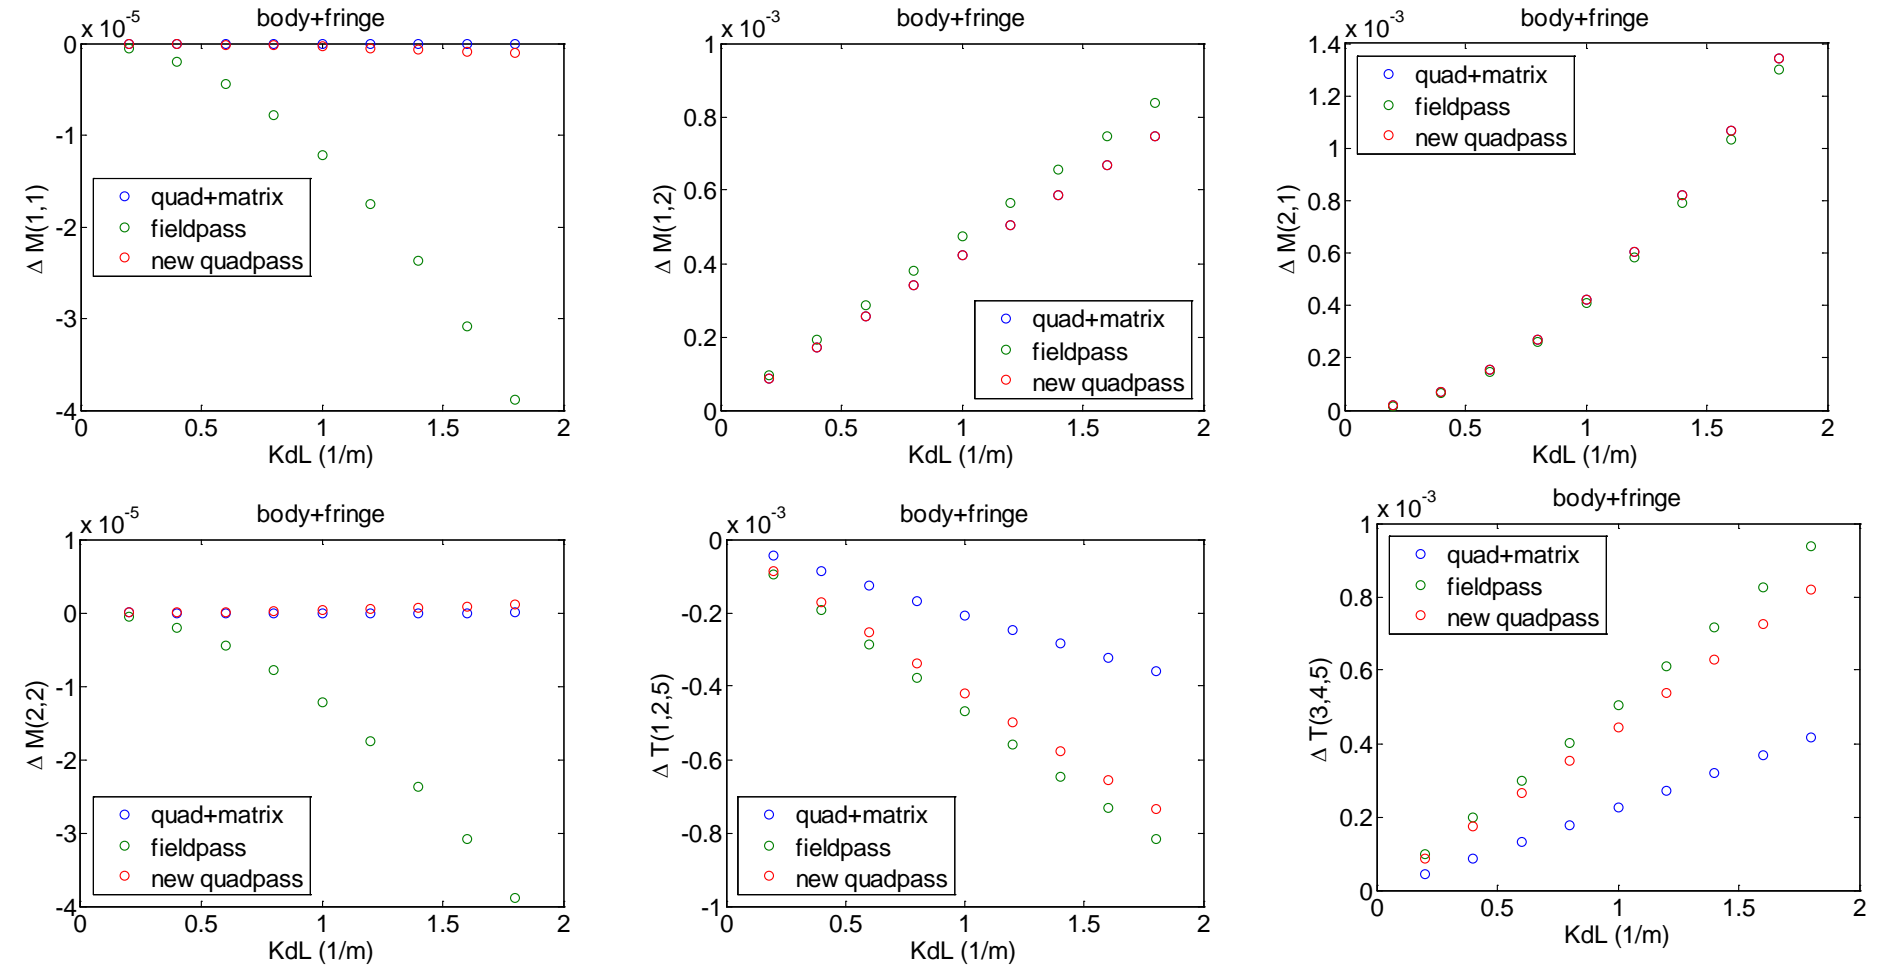 x 10-5
body+fringe
0
-1
-2
-3
-4
Δ M(1,1)
quad+matrix
fieldpass
new quadpass
0 0.5 1 1.5 2
KdL (1/m)
x 10-3
body+fringe
1
0.8
0.6
0.4
0.2
0
Δ M(1,2)
quad+matrix
fieldpass
new quadpass
0 0.5 1 1.5 2
KdL (1/m)
x 10-3
body+fringe
1.4
1.2
1
0.8
0.6
0.4
0.2
0
Δ M(2,1)
quad+matrix
fieldpass
new quadpass
0 0.5 1 1.5 2
KdL (1/m)
x 10-5
body+fringe
1
0
-1
-2
-3
-4
Δ M(2,2)
quad+matrix
fieldpass
new quadpass
0 0.5 1 1.5 2
KdL (1/m)
x 10-3
body+fringe
0
-0.2
-0.4
-0.6
-0.8
-1
Δ T(1,2,5)
quad+matrix
fieldpass
new quadpass
0 0.5 1 1.5 2
KdL (1/m)
x 10-3
body+fringe
1
0.8
0.6
0.4
0.2
0
Δ T(3,4,5)
quad+matrix
fieldpass
new quadpass
0 0.5 1 1.5 2
KdL (1/m)